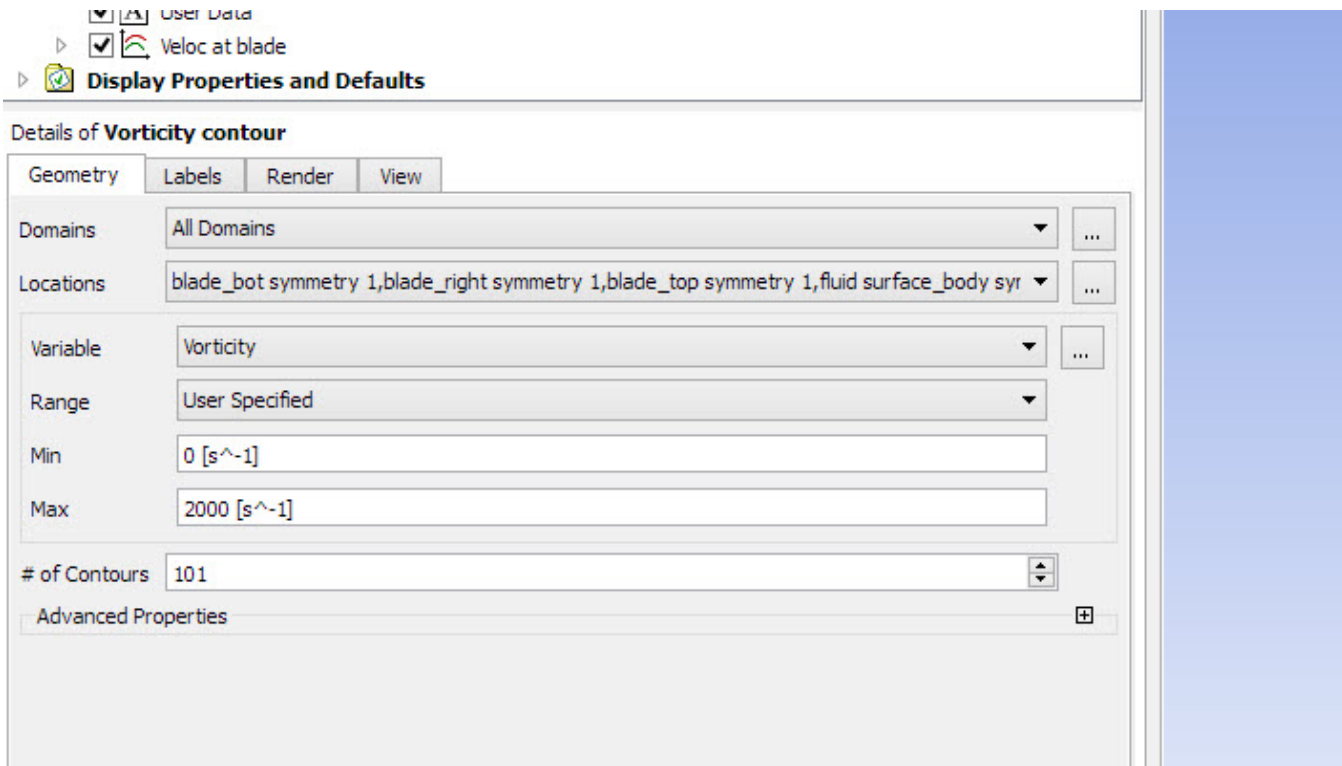 User Data
Veloc at blade
Display Properties and Defaults
Details of Vorticity contour
Geometry Labels Render View
Domains All Domains ...
Locations blade_bot symmetry 1,blade_right symmetry 1,blade_top symmetry 1,fluid surface_body syr ...
Variable Vorticity ...
Range User Specified
Min 0 [s^-1]
Max 2000 [s^-1]
# of Contours 101
Advanced Properties